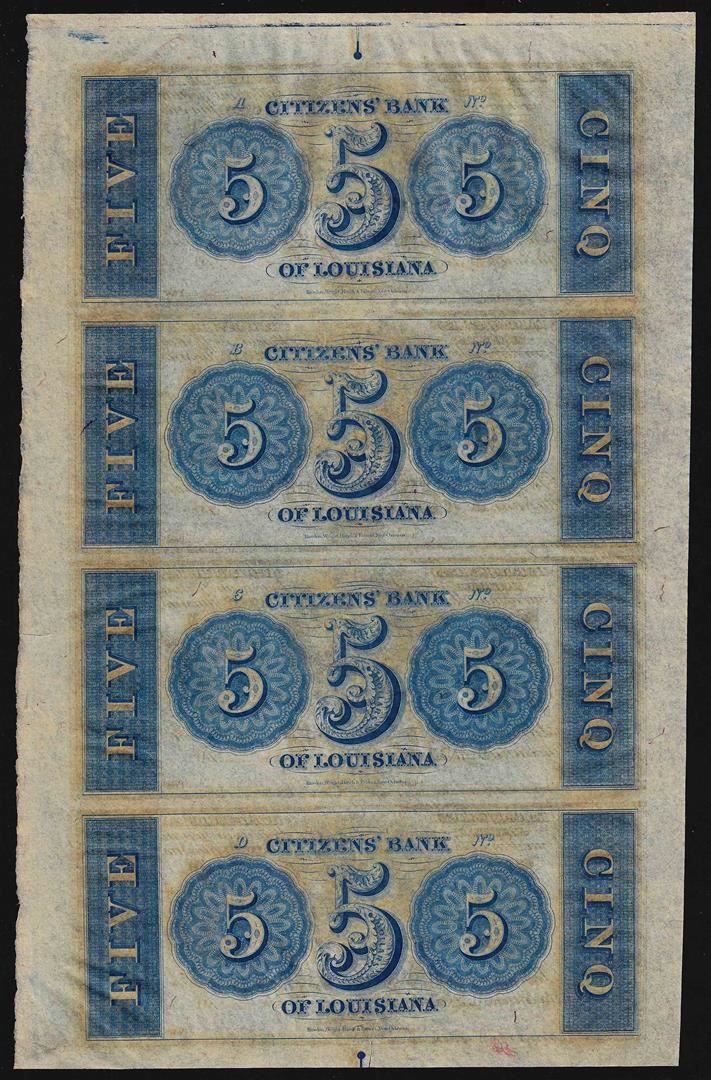 A CITIZENS' BANK No
FIVE 5 5 5 CINQ
OF LOUISIANA
B CITIZENS' BANK No
FIVE 5 5 5 CINQ
OF LOUISIANA
C CITIZENS' BANK No
FIVE 5 5 5 CINQ
OF LOUISIANA
D CITIZENS' BANK No
FIVE 5 5 5 CINQ
OF LOUISIANA